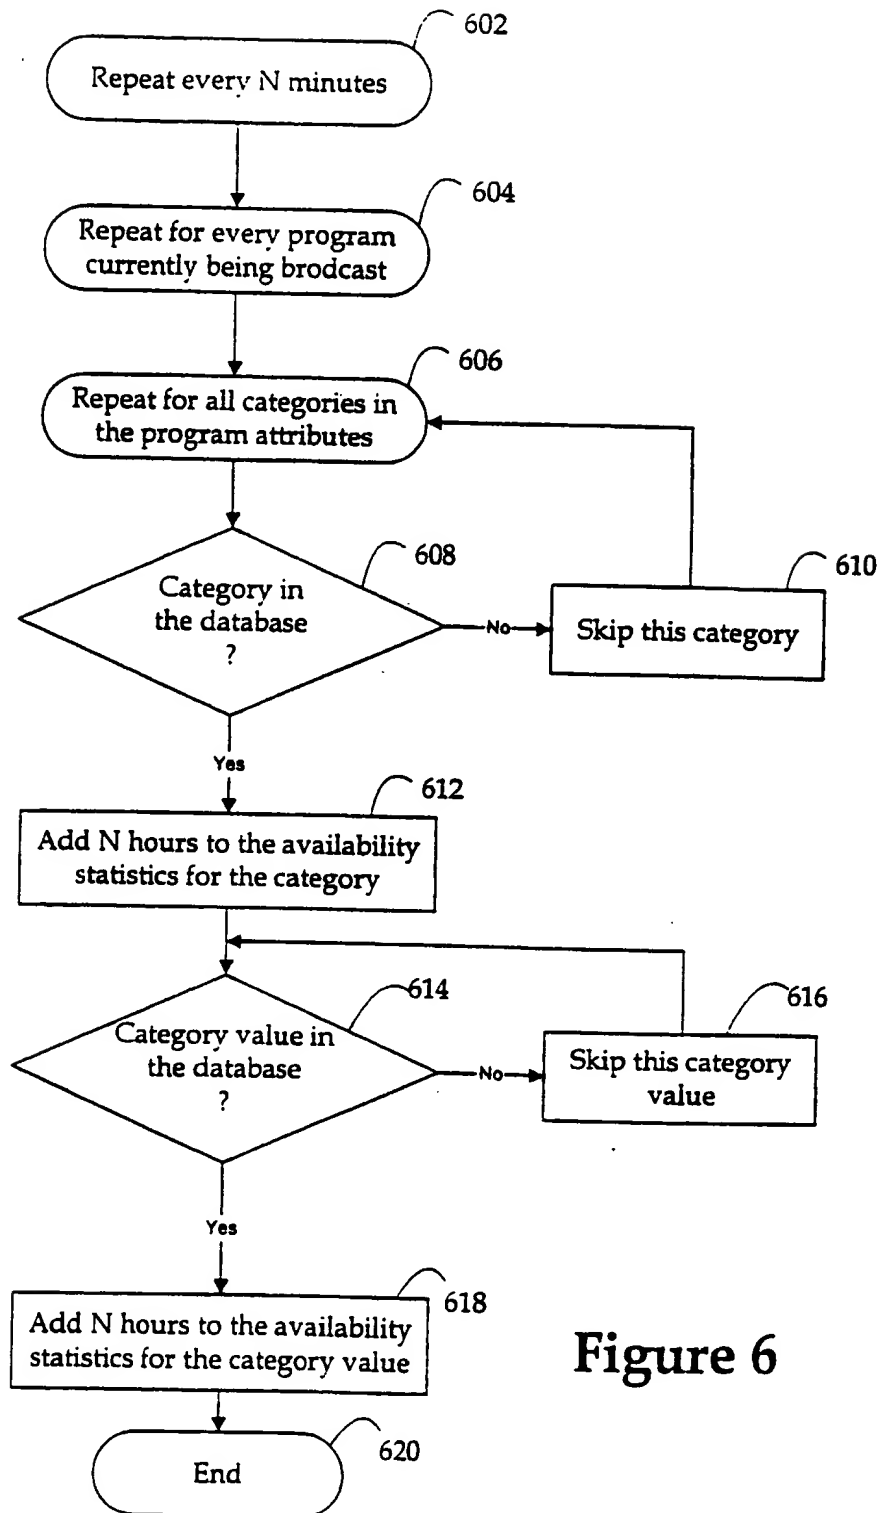 602
Repeat every N minutes
604
Repeat for every program
currently being brodcast
606
Repeat for all categories in
the program attributes
608
Category in
the database
?
No
610
Skip this category
Yes
612
Add N hours to the availability
statistics for the category
614
Category value in
the database
?
No
616
Skip this category
value
Yes
618
Add N hours to the availability
statistics for the category value
Figure 6
620
End